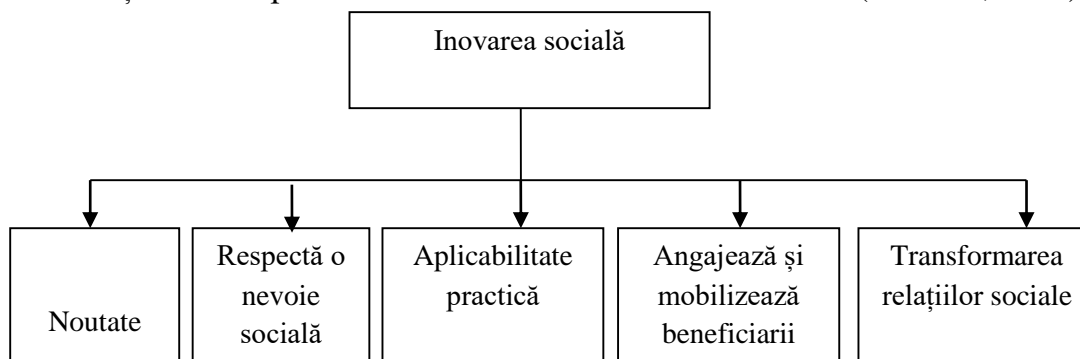 Inovarea socială
Noutate
Respectă o
nevoie
socială
Aplicabilitate
practică
Angajează și
mobilizează
beneficiarii
Transformarea
relațiilor sociale